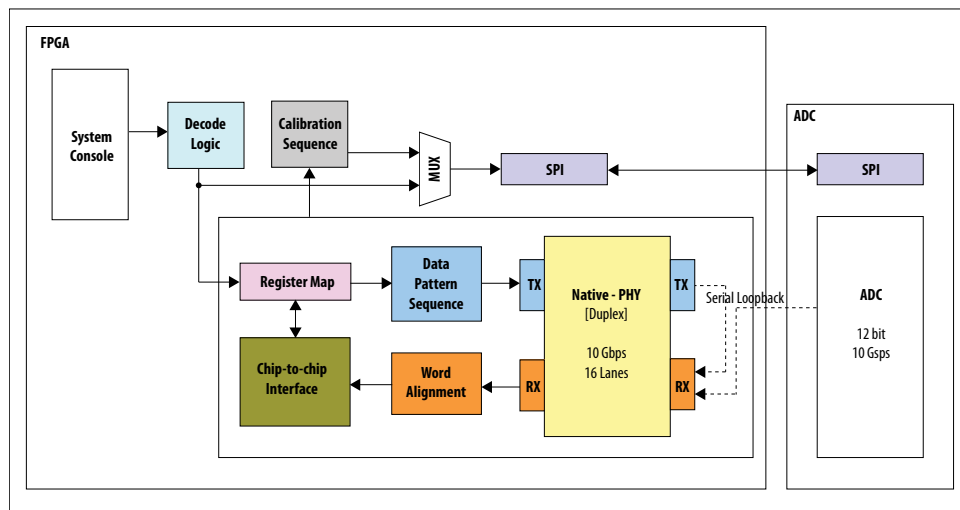 FPGA
System
Console
Decode
Logic
Calibration
Sequence
MUX
SPI
ADC
SPI
Register Map
Data
Pattern
Sequence
TX
Native - PHY
[Duplex]
10 Gbps
16 Lanes
TX
Serial Loopback
ADC
12 bit
10 Gsps
Chip-to-chip
Interface
Word
Alignment
RX
RX